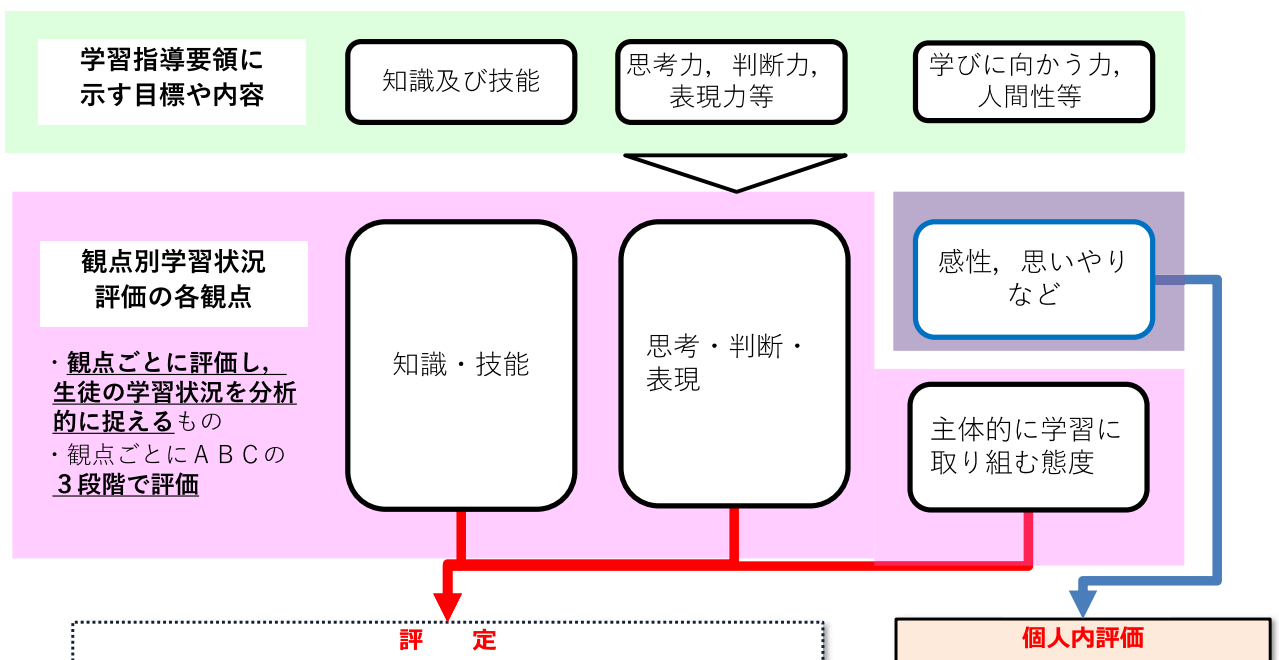 学習指導要領に
示す目標や内容
知識及び技能
思考力，判断力，
表現力等
学びに向かう力，
人間性等
観点別学習状況
評価の各観点
・観点ごとに評価し，
生徒の学習状況を分析
的に捉えるもの
・観点ごとにＡＢＣの
３段階で評価
知識・技能
思考・判断・
表現
感性，思いやり
など
主体的に学習に
取り組む態度
評　　定
個人内評価